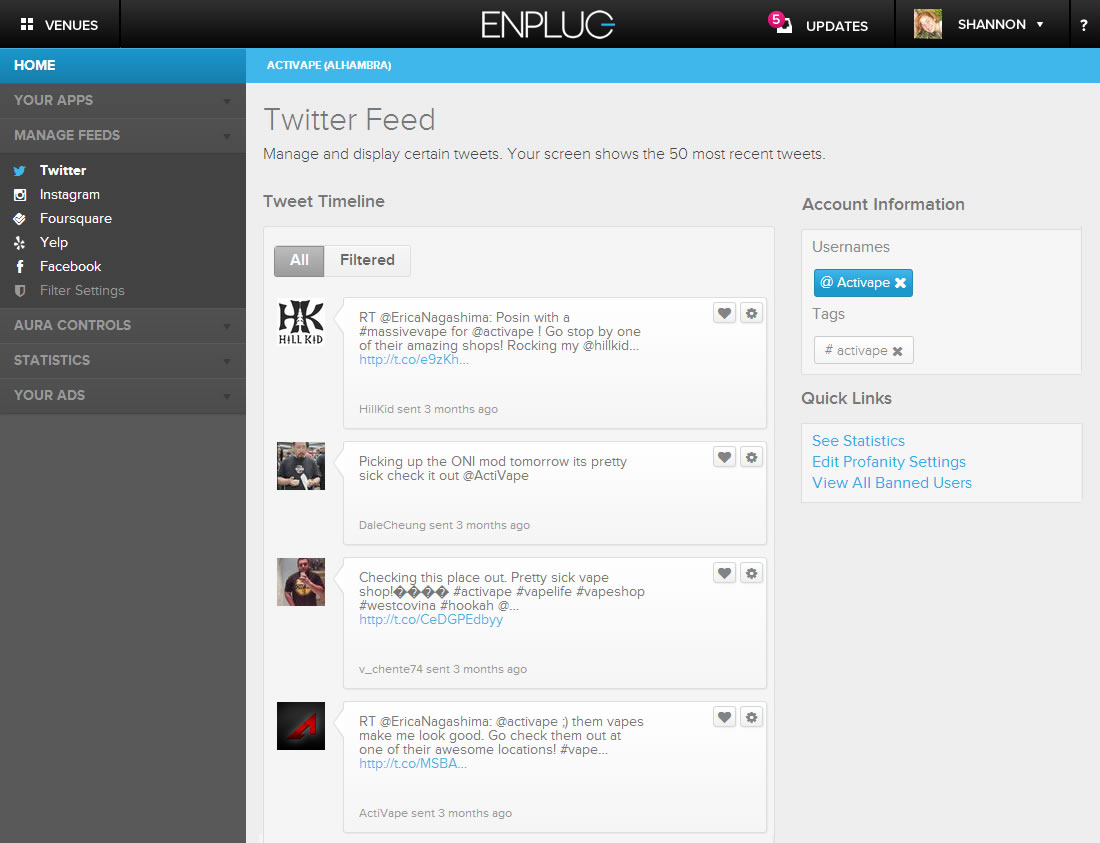 VENUES
ENPLUG
5
UPDATES
SHANNON
?
HOME
YOUR APPS
MANAGE FEEDS
Twitter
Instagram
Foursquare
Yelp
Facebook
Filter Settings
AURA CONTROLS
STATISTICS
YOUR ADS
ACTIVAPE (ALHAMBRA)
Twitter Feed
Manage and display certain tweets. Your screen shows the 50 most recent tweets.
Tweet Timeline
All
Filtered
HK
HILL KID
RT @EricaNagashima: Posin with a
#massivevape for @activape ! Go stop by one
of their amazing shops! Rocking my @hillkid...
http://t.co/e9zKh...
HillKid sent 3 months ago
Picking up the ONI mod tomorrow its pretty
sick check it out @ActiVape
DaleCheung sent 3 months ago
Checking this place out. Pretty sick vape
shop!���� #activape #vapelife #vapeshop
#westcovina #hookah @...
http://t.co/CeDGPEdbyy
v_chente74 sent 3 months ago
RT @EricaNagashima: @activape ;) them vapes
make me look good. Go check them out at
one of their awesome locations! #vape...
http://t.co/MSBA...
ActiVape sent 3 months ago
Account Information
Usernames
@ Activape ✖
Tags
# activape ✖
Quick Links
See Statistics
Edit Profanity Settings
View All Banned Users